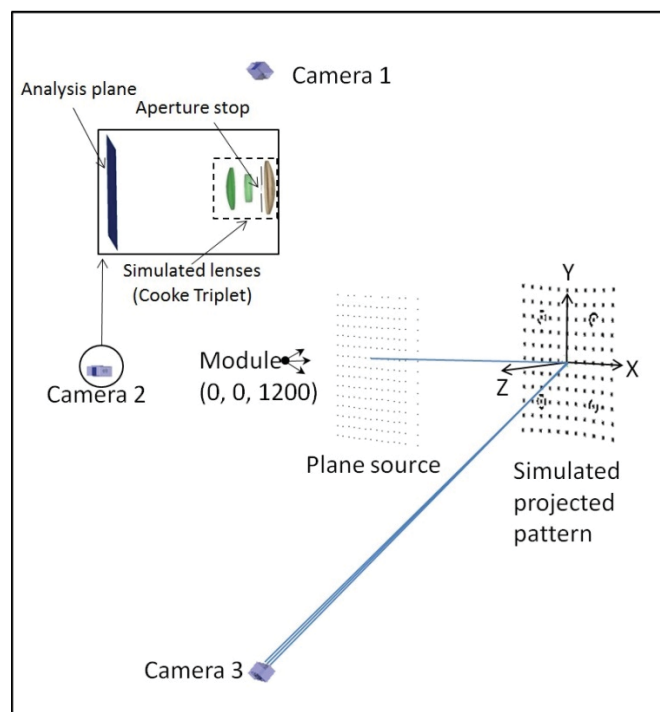 Camera 1
Analysis plane
Aperture stop
Simulated lenses
(Cooke Triplet)
Camera 2
Module
(0, 0, 1200)
Y
X
Z
Plane source
Simulated
projected
pattern
Camera 3